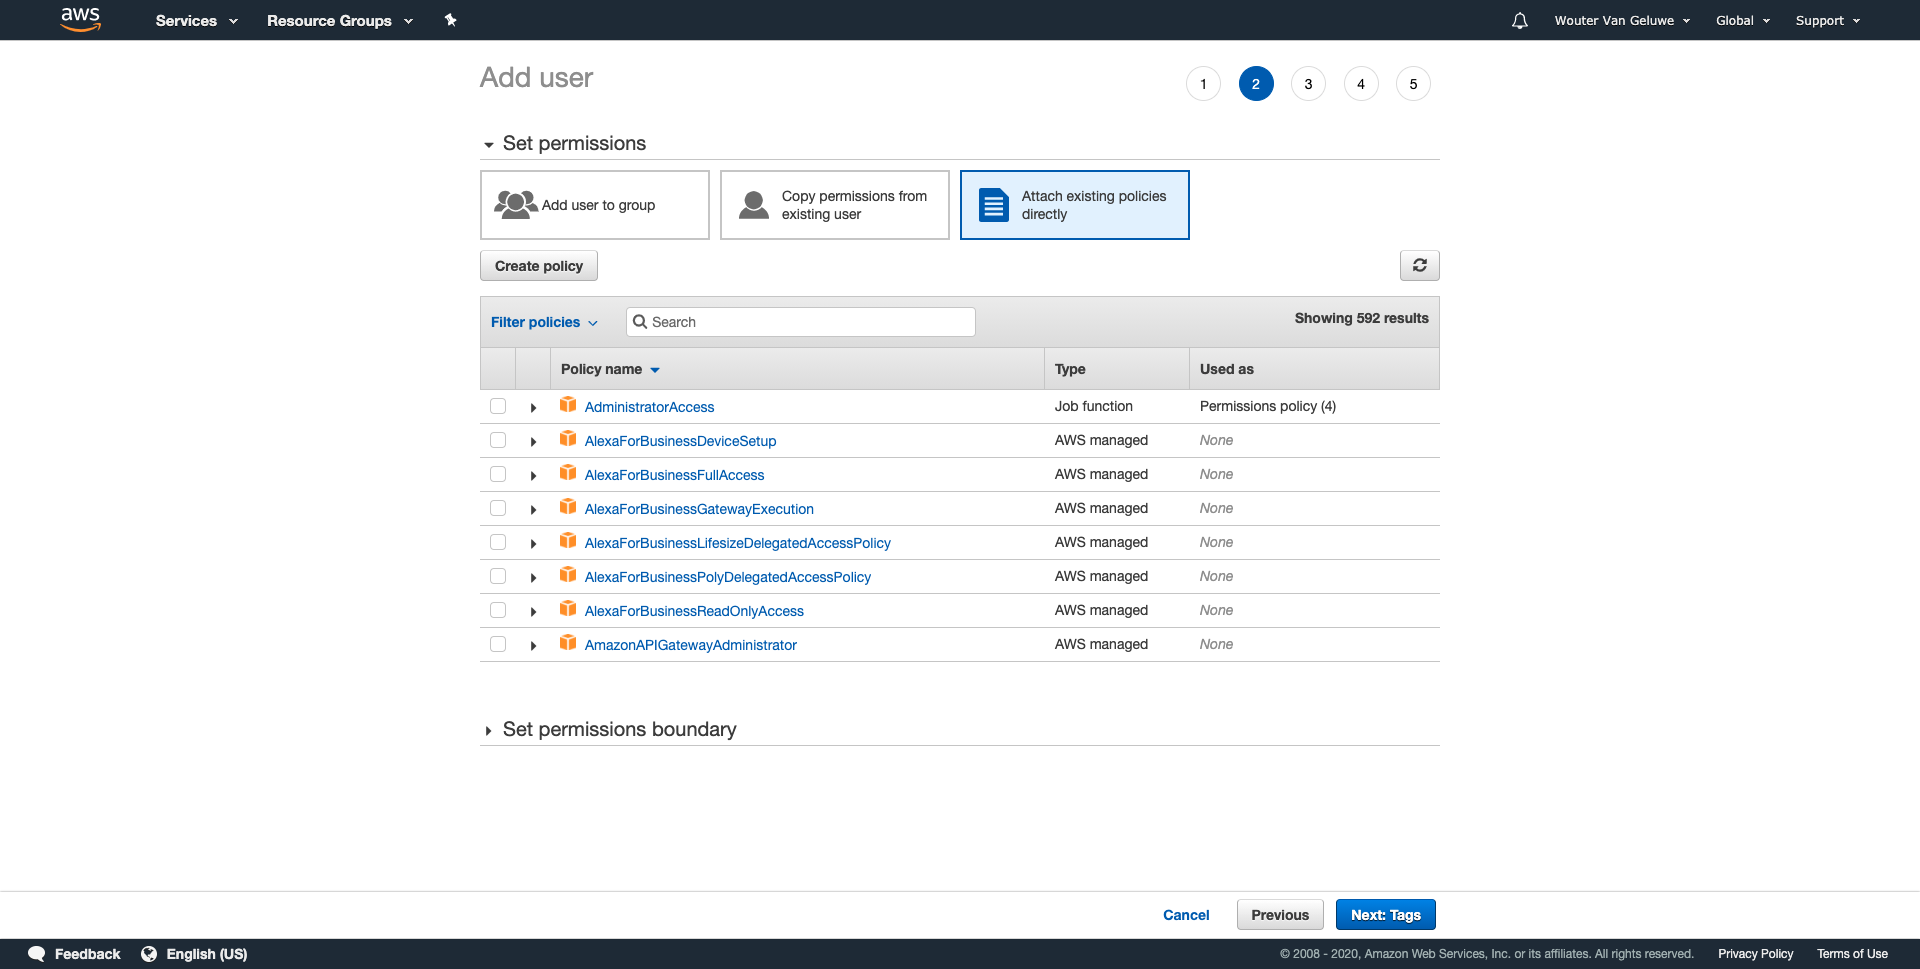 aws Services Resource Groups Wouter Van Geluwe Global Support
Add user
1 2 3 4 5
Set permissions
Add user to group
Copy permissions from
existing user
Attach existing policies
directly
Create policy
Filter policies Search Showing 592 results
Policy name Type Used as
AdministratorAccess Job function Permissions policy (4)
AlexaForBusinessDeviceSetup AWS managed None
AlexaForBusinessFullAccess AWS managed None
AlexaForBusinessGatewayExecution AWS managed None
AlexaForBusinessLifesizeDelegatedAccessPolicy AWS managed None
AlexaForBusinessPolyDelegatedAccessPolicy AWS managed None
AlexaForBusinessReadOnlyAccess AWS managed None
AmazonAPIGatewayAdministrator AWS managed None
Set permissions boundary
Cancel Previous Next: Tags
Feedback English (US) © 2008 - 2020, Amazon Web Services, Inc. or its affiliates. All rights reserved. Privacy Policy Terms of Use